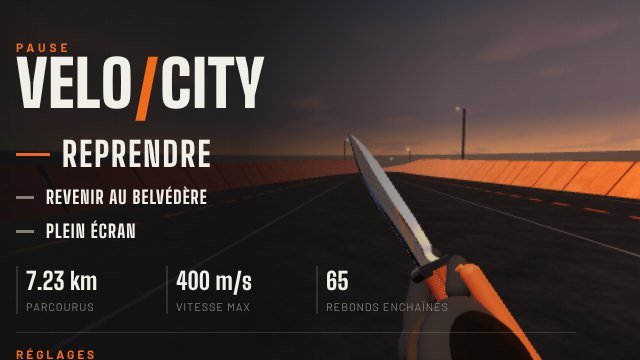 PAUSE
VELO/CITY
REPRENDRE
REVENIR AU BELVÉDÈRE
PLEIN ÉCRAN
7.23 km
400 m/s
65
PARCOURUS
VITESSE MAX
REBONDS ENCHAÎNÉS
RÉGLAGES